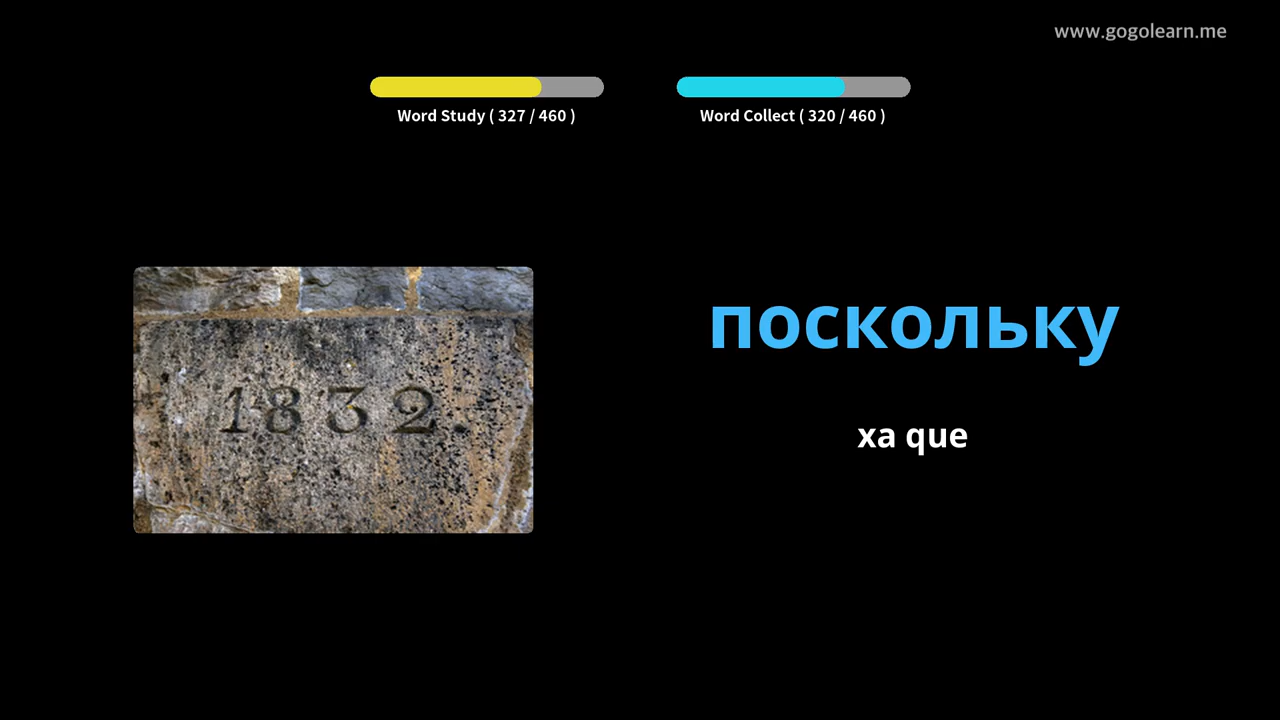 www.gogolearn.me
Word Study ( 327 / 460 )
Word Collect ( 320 / 460 )
1832.
поскольку
xa que